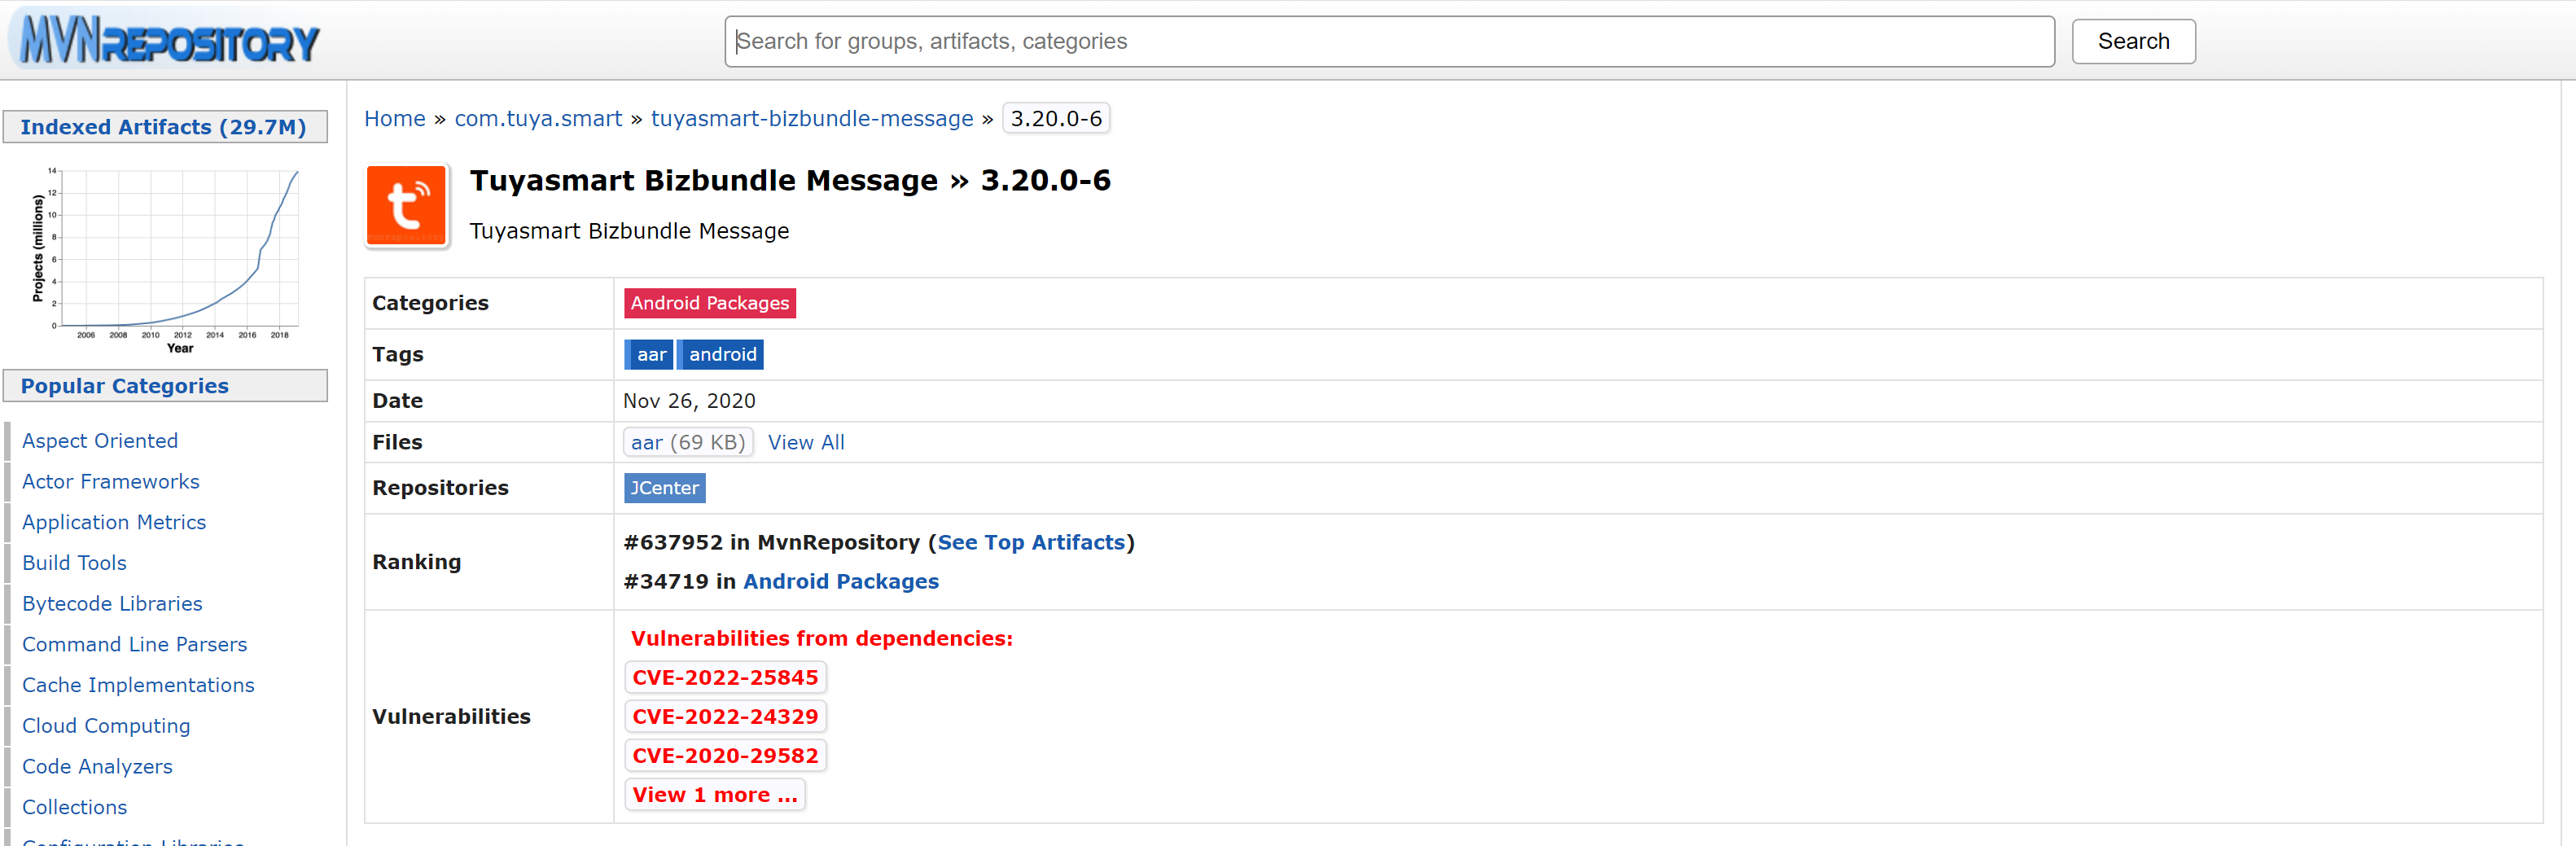 MVNREPOSITORY
Search for groups, artifacts, categories
Search
Indexed Artifacts (29.7M)
Projects (millions)
14
12
10
8
6
4
2
0
2006 2008 2010 2012 2014 2016 2018
Year
Popular Categories
Aspect Oriented
Actor Frameworks
Application Metrics
Build Tools
Bytecode Libraries
Command Line Parsers
Cache Implementations
Cloud Computing
Code Analyzers
Collections
Configuration Libraries
Home » com.tuya.smart » tuyasmart-bizbundle-message » 3.20.0-6
t
Tuyasmart Bizbundle Message » 3.20.0-6
Tuyasmart Bizbundle Message
Categories Android Packages
Tags aar android
Date Nov 26, 2020
Files aar (69 KB) View All
Repositories JCenter
Ranking
#637952 in MvnRepository (See Top Artifacts)
#34719 in Android Packages
Vulnerabilities
Vulnerabilities from dependencies:
CVE-2022-25845
CVE-2022-24329
CVE-2020-29582
View 1 more ...